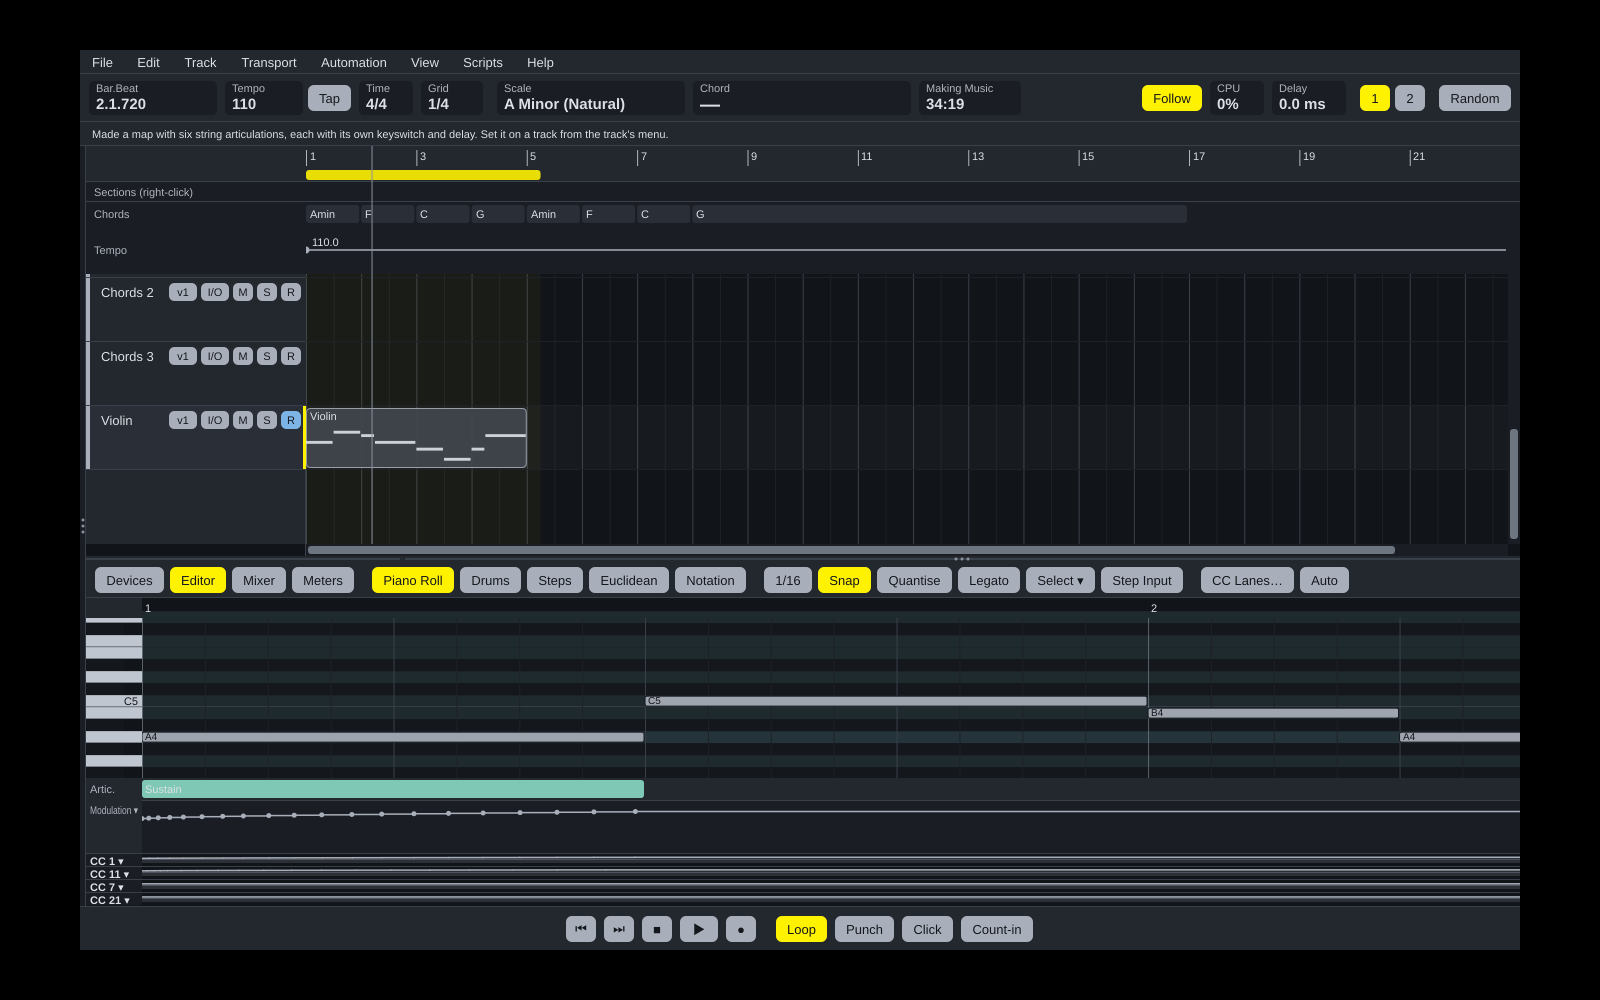 File Edit Track Transport Automation View Scripts Help
Bar.Beat Tempo Time Grid Scale Chord Making Music CPU Delay
2.1.720 110 Tap 4/4 1/4 A Minor (Natural) — 34:19 Follow 0% 0.0 ms 1 2 Random
Made a map with six string articulations, each with its own keyswitch and delay. Set it on a track from the track's menu.
1 3 5 7 9 11 13 15 17 19 21
Sections (right-click)
Chords Amin F C G Amin F C G
110.0
Tempo
Chords 2 v1 I/O M S R
Chords 3 v1 I/O M S R
Violin v1 I/O M S R Violin
Devices Editor Mixer Meters Piano Roll Drums Steps Euclidean Notation 1/16 Snap Quantise Legato Select ▾ Step Input CC Lanes… Auto
1 2
C5 C5
B4
A4 A4
Artic. Sustain
Modulation ▾
CC 1 ▾
CC 11 ▾
CC 7 ▾
CC 21 ▾
Loop Punch Click Count-in